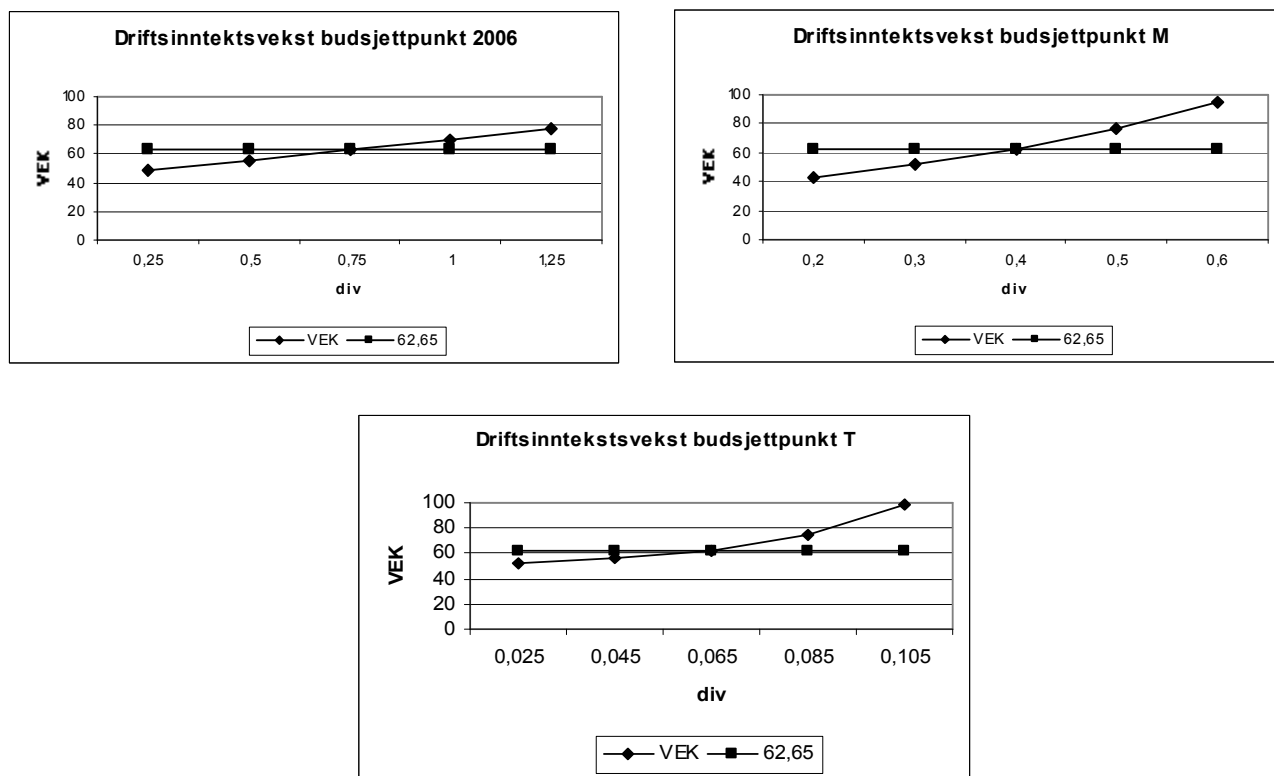 Driftsinntektsvekst budsjettpunkt 2006
100
80
60
40
20
0
VEK
0,25 0,5 0,75 1 1,25
div
VEK 62,65
Driftsinntektsvekst budsjettpunkt M
100
80
60
40
20
0
VEK
0,2 0,3 0,4 0,5 0,6
div
VEK 62,65
Driftsinntekstsvekst budsjettpunkt T
100
80
60
40
20
0
VEK
0,025 0,045 0,065 0,085 0,105
div
VEK 62,65